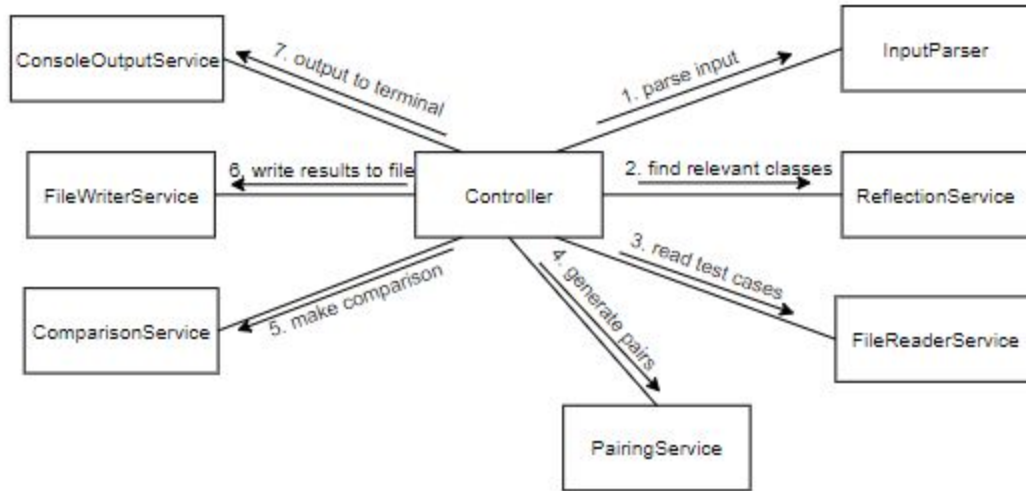 ConsoleOutputService
7. output to terminal
1. parse input
InputParser
FileWriterService
6. write results to file
Controller
2. find relevant classes
ReflectionService
ComparisonService
5. make comparison
4. generate pairs
3. read test cases
FileReaderService
PairingService